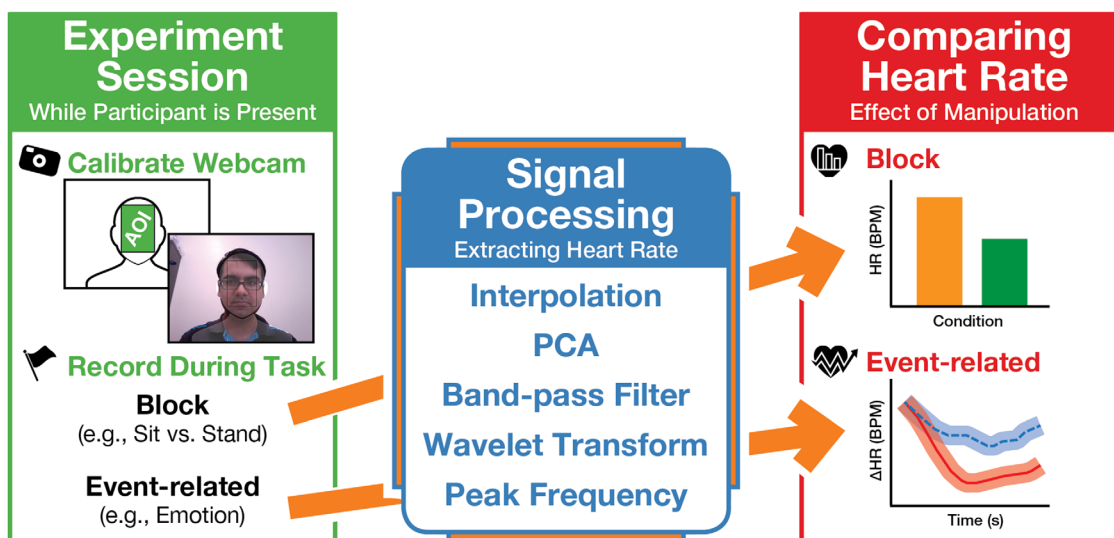 Experiment
Session
While Participant is Present
Calibrate Webcam
AOI
Record During Task
Block
(e.g., Sit vs. Stand)
Event-related
(e.g., Emotion)
Signal
Processing
Extracting Heart Rate
Interpolation
PCA
Band-pass Filter
Wavelet Transform
Peak Frequency
Comparing
Heart Rate
Effect of Manipulation
Block
HR (BPM)
Condition
Event-related
ΔHR (BPM)
Time (s)